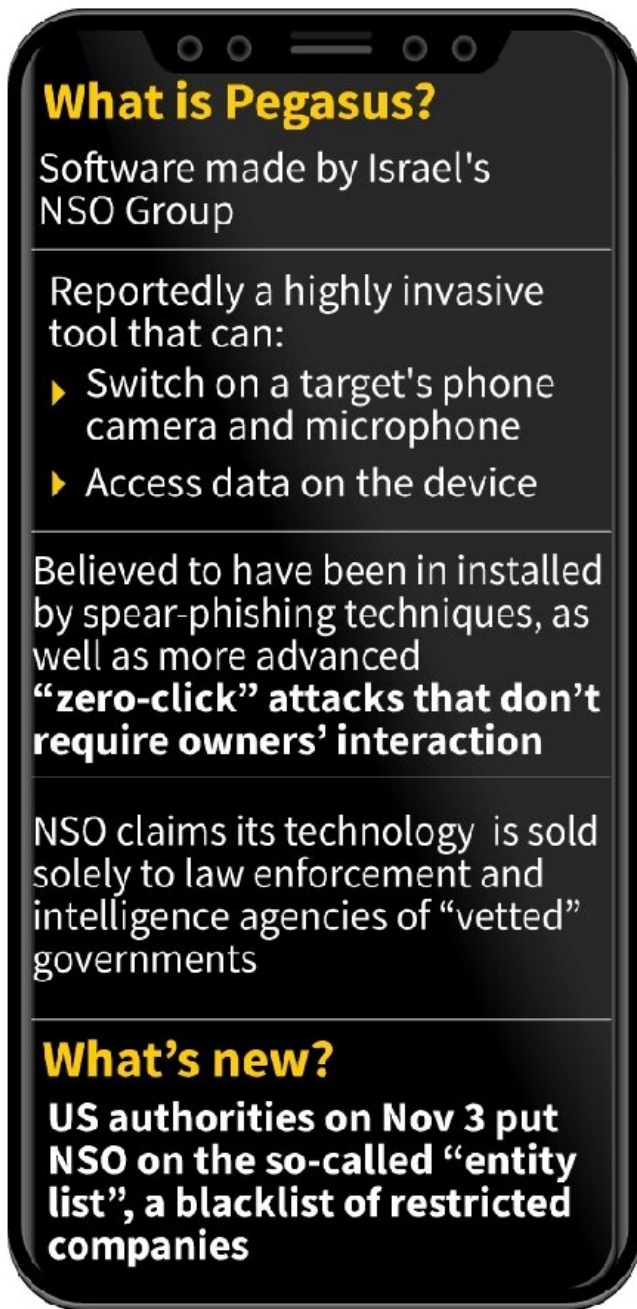 What is Pegasus?
Software made by Israel's
NSO Group
Reportedly a highly invasive
tool that can:
Switch on a target's phone
camera and microphone
Access data on the device
Believed to have been in installed
by spear-phishing techniques, as
well as more advanced
“zero-click” attacks that don’t
require owners’ interaction
NSO claims its technology is sold
solely to law enforcement and
intelligence agencies of “vetted”
governments
What’s new?
US authorities on Nov 3 put
NSO on the so-called “entity
list”, a blacklist of restricted
companies